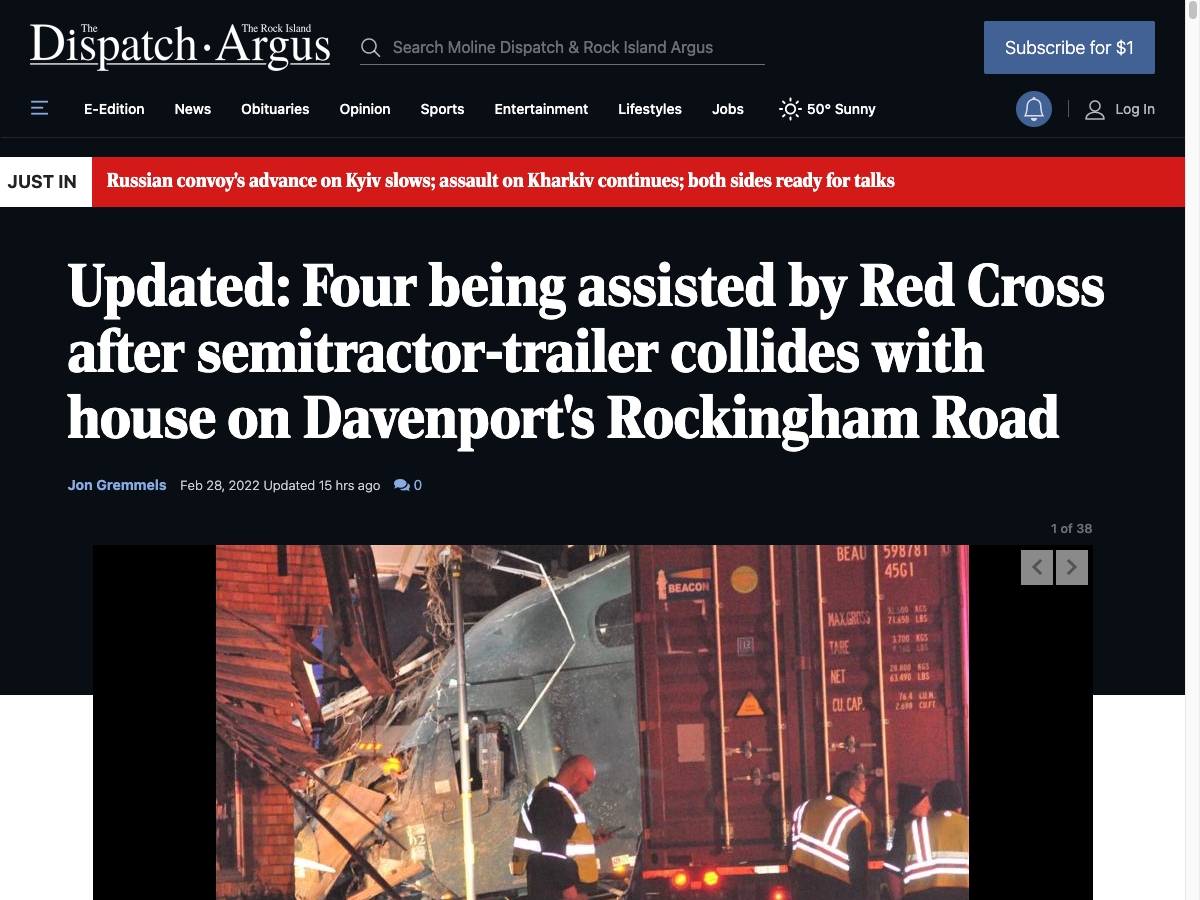 The
The Rock Island
Dispatch·Argus
Search Moline Dispatch & Rock Island Argus
Subscribe for $1
E-Edition News Obituaries Opinion Sports Entertainment Lifestyles Jobs 50° Sunny
Log In
JUST IN
Russian convoy's advance on Kyiv slows; assault on Kharkiv continues; both sides ready for talks
Updated: Four being assisted by Red Cross
after semitractor-trailer collides with
house on Davenport's Rockingham Road
Jon Gremmels Feb 28, 2022 Updated 15 hrs ago 0
1 of 38
BEAU 598781
45G1
BEACON
MAX.GROSS 32.500 KGS
71.650 LBS
TARE 3.700 KGS
LBS
NET 28.800 KGS
63.490 LBS
CU. CAP. 76.4 CU.M.
2.698 CU.FT